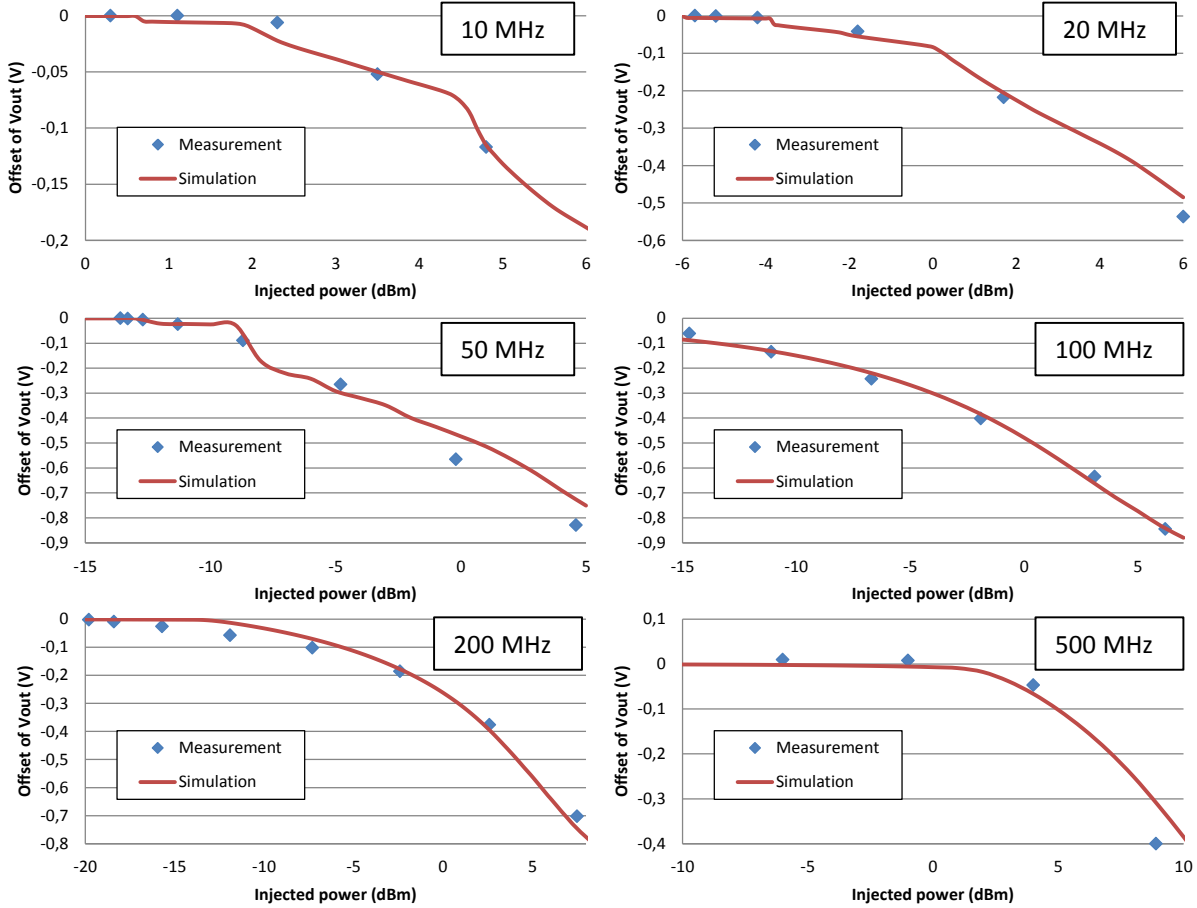 10 MHz
0
-0,05
-0,1
-0,15
-0,2
Offset of Vout (V)
Measurement
Simulation
0 1 2 3 4 5 6
Injected power (dBm)
20 MHz
0
-0,1
-0,2
-0,3
-0,4
-0,5
-0,6
Offset of Vout (V)
Measurement
Simulation
-6 -4 -2 0 2 4 6
Injected power (dBm)
50 MHz
0
-0,1
-0,2
-0,3
-0,4
-0,5
-0,6
-0,7
-0,8
-0,9
Offset of Vout (V)
Measurement
Simulation
-15 -10 -5 0 5
Injected power (dBm)
100 MHz
0
-0,1
-0,2
-0,3
-0,4
-0,5
-0,6
-0,7
-0,8
-0,9
Offset of Vout (V)
Measurement
Simulation
-15 -10 -5 0 5
Injected power (dBm)
200 MHz
0
-0,1
-0,2
-0,3
-0,4
-0,5
-0,6
-0,7
-0,8
Offset of Vout (V)
Measurement
Simulation
-20 -15 -10 -5 0 5
Injected power (dBm)
500 MHz
0,1
0
-0,1
-0,2
-0,3
-0,4
Offset of Vout (V)
Measurement
Simulation
-10 -5 0 5 10
Injected power (dBm)